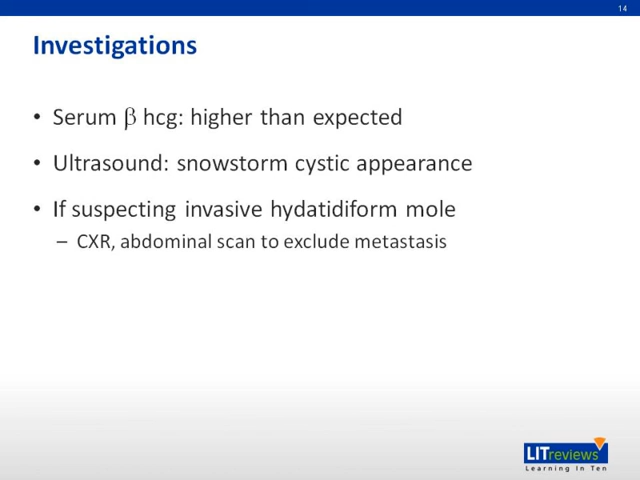 14
Investigations
• Serum β hcg: higher than expected
• Ultrasound: snowstorm cystic appearance
• If suspecting invasive hydatidiform mole
– CXR, abdominal scan to exclude metastasis
LITreviews
Learning In Ten